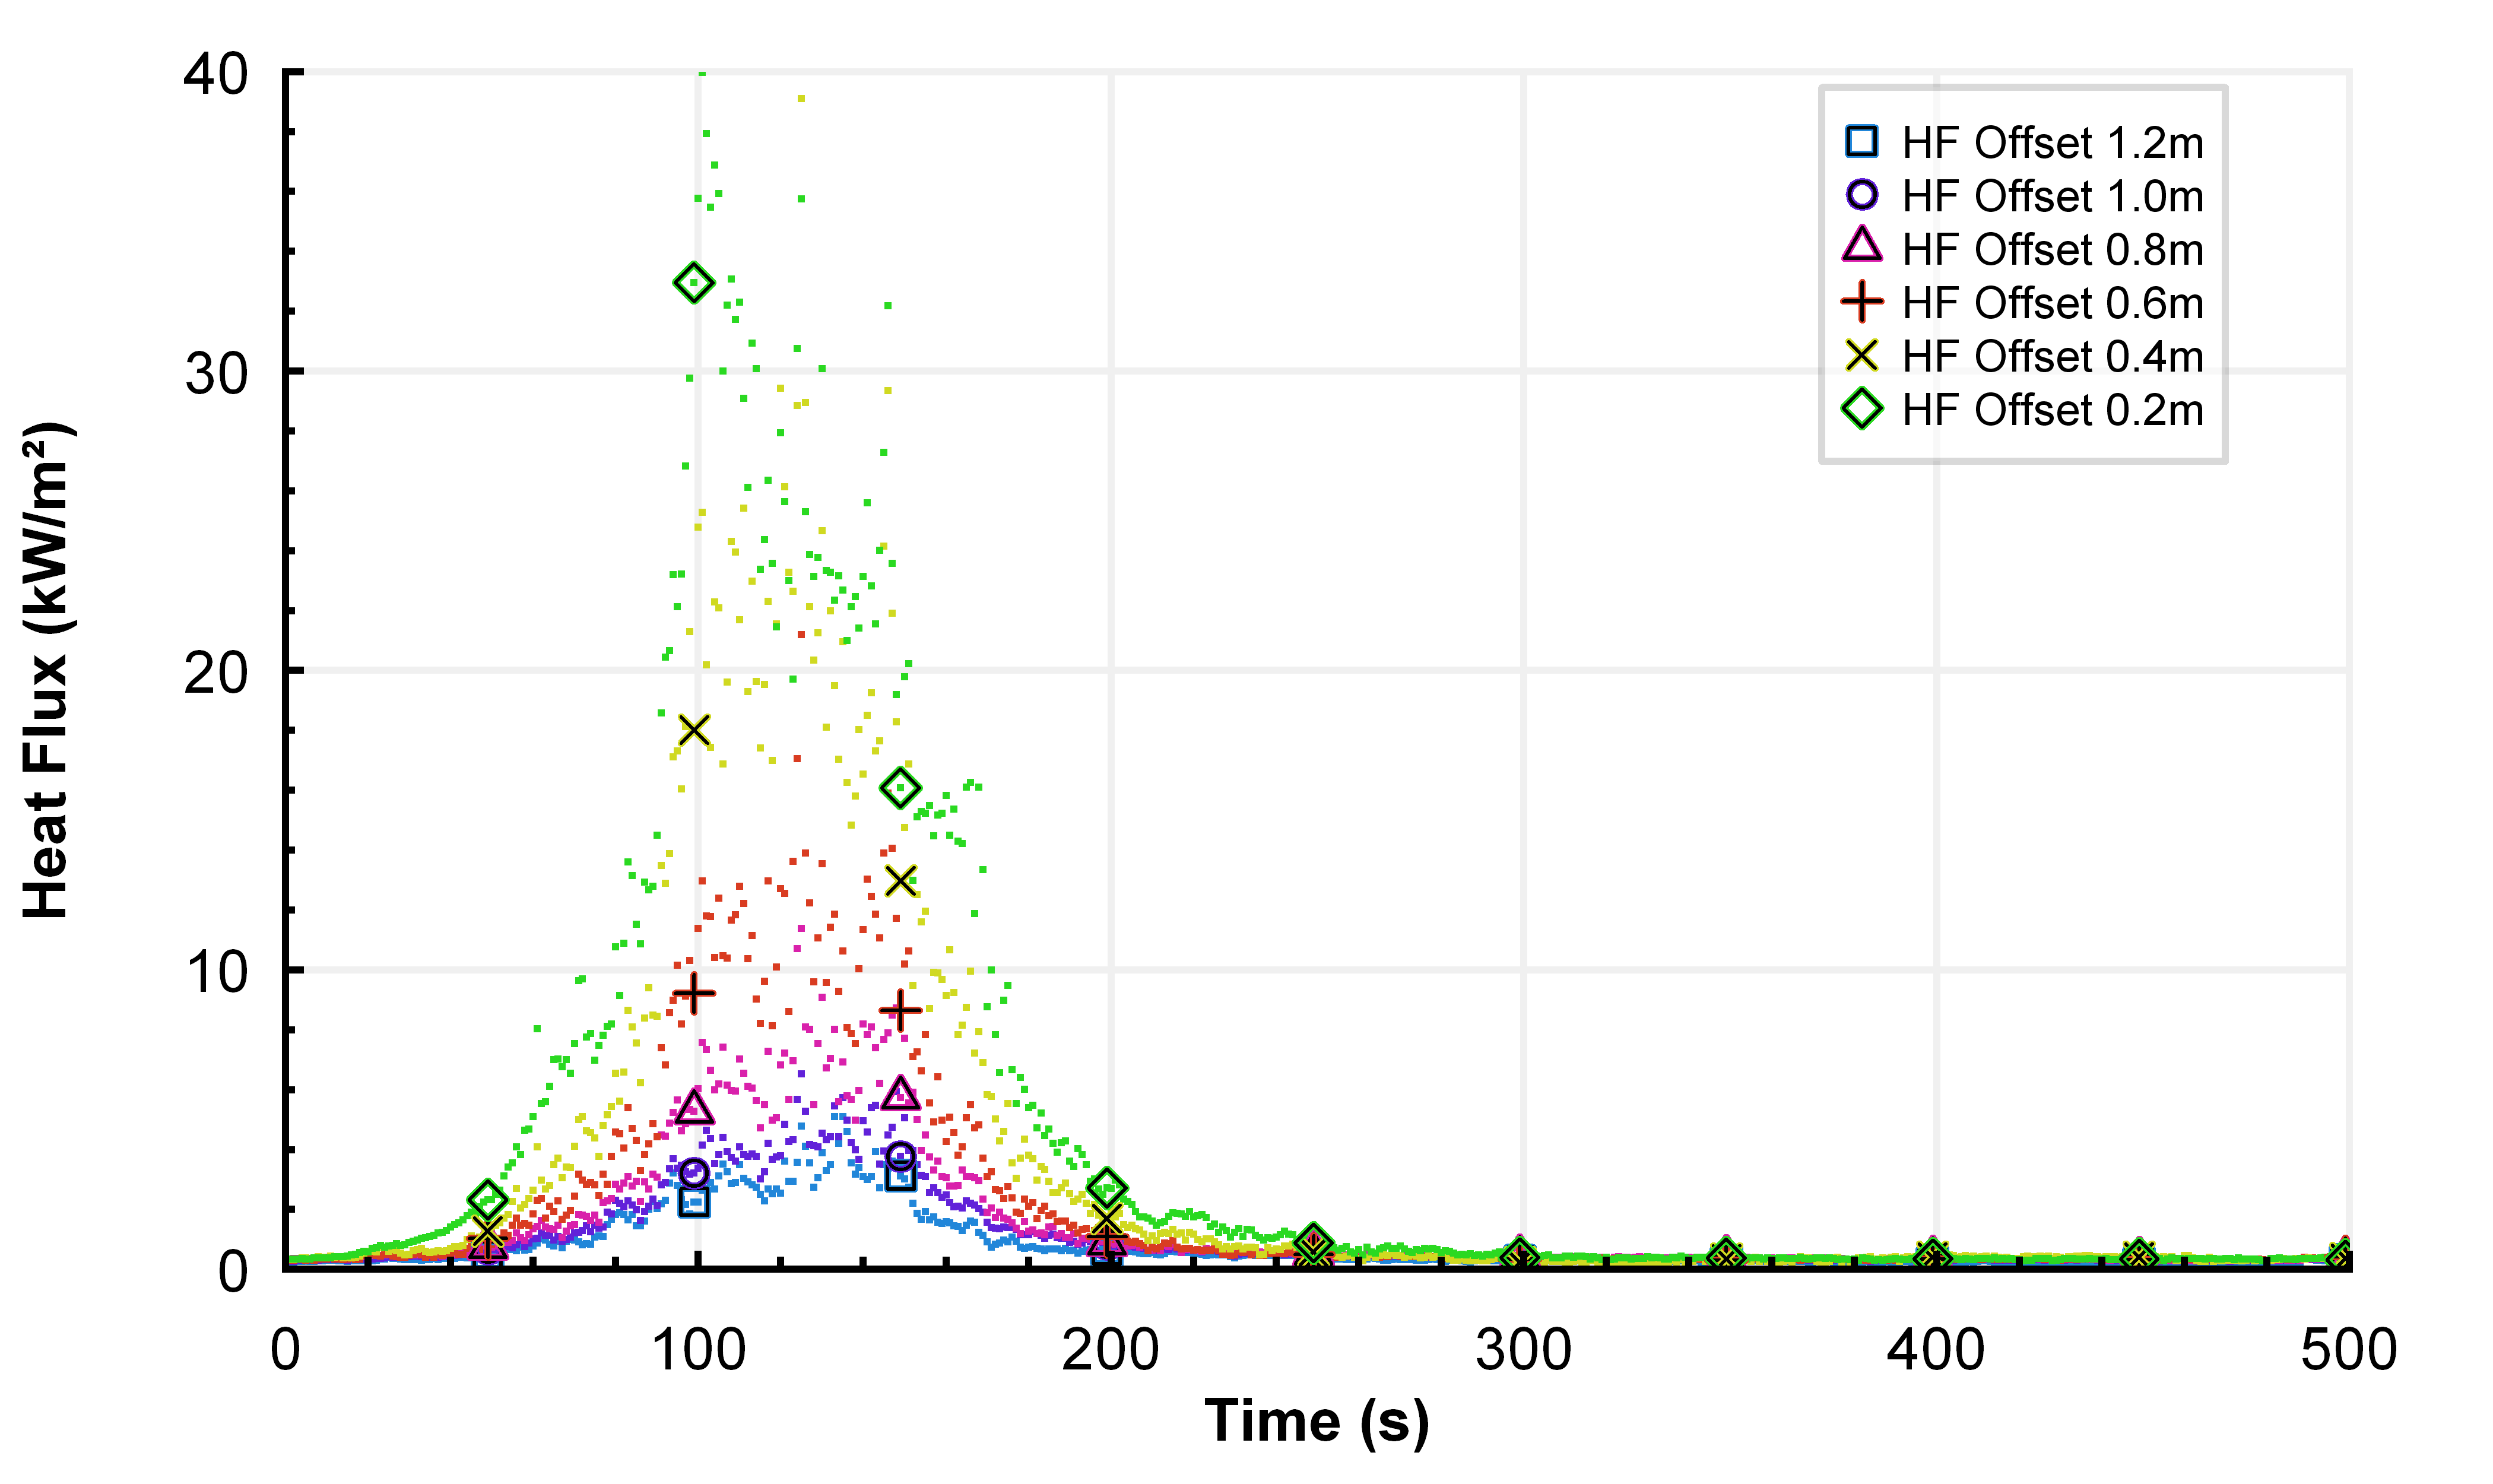 40
30
20
10
0
Heat Flux (kW/m²)
HF Offset 1.2m
HF Offset 1.0m
HF Offset 0.8m
HF Offset 0.6m
HF Offset 0.4m
HF Offset 0.2m
0 100 200 300 400 500
Time (s)